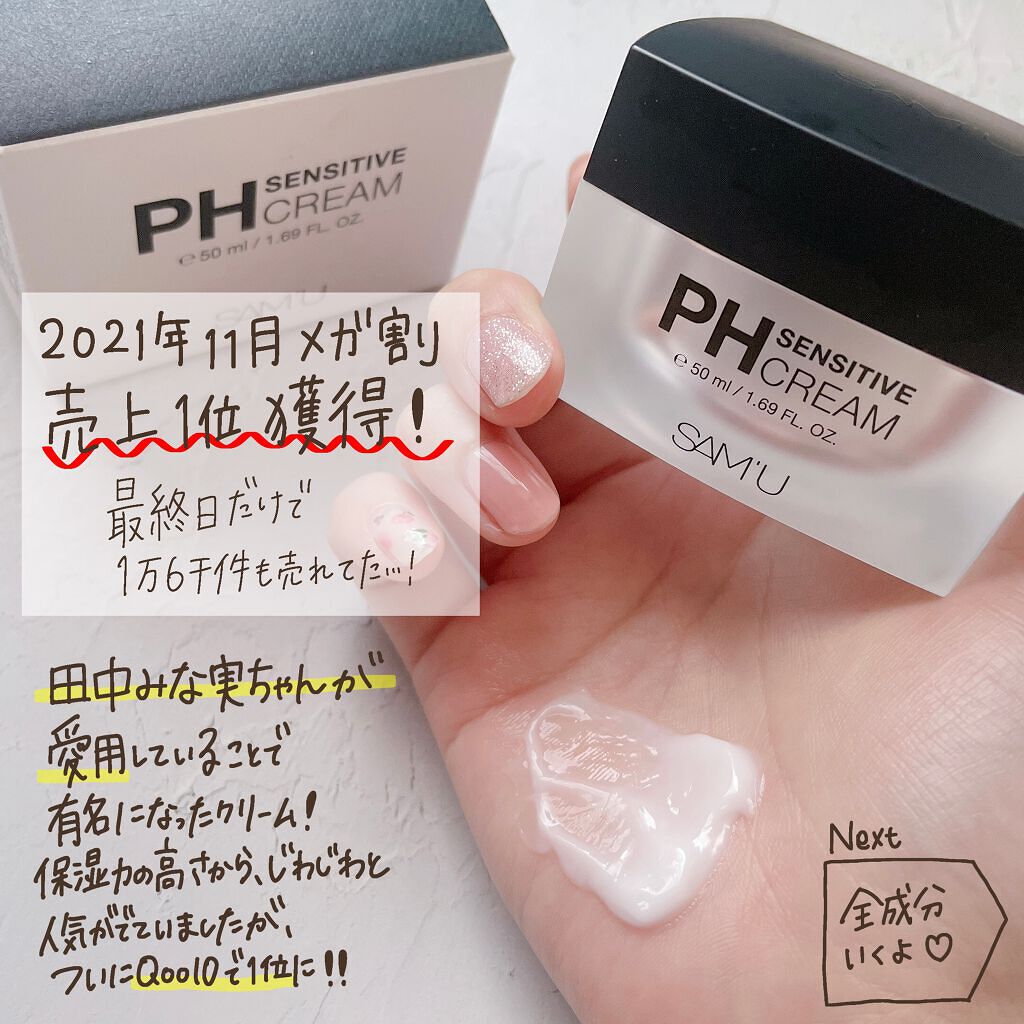 PH SENSITIVE CREAM
℮ 50 ml / 1.69 FL. OZ.
SAM'U
PH SENSITIVE CREAM
℮ 50 ml / 1.69 FL. OZ.
SAM'U
2021年11月メガ割
売上1位獲得!
最終日だけで
1万6千件も売れてた…!
田中みな実ちゃんが
愛用していることで
有名になったクリーム!
保湿力の高さから、じわじわと
人気がでていましたが、
ついにQoo10で1位に!!
Next
全成分
いくよ♡